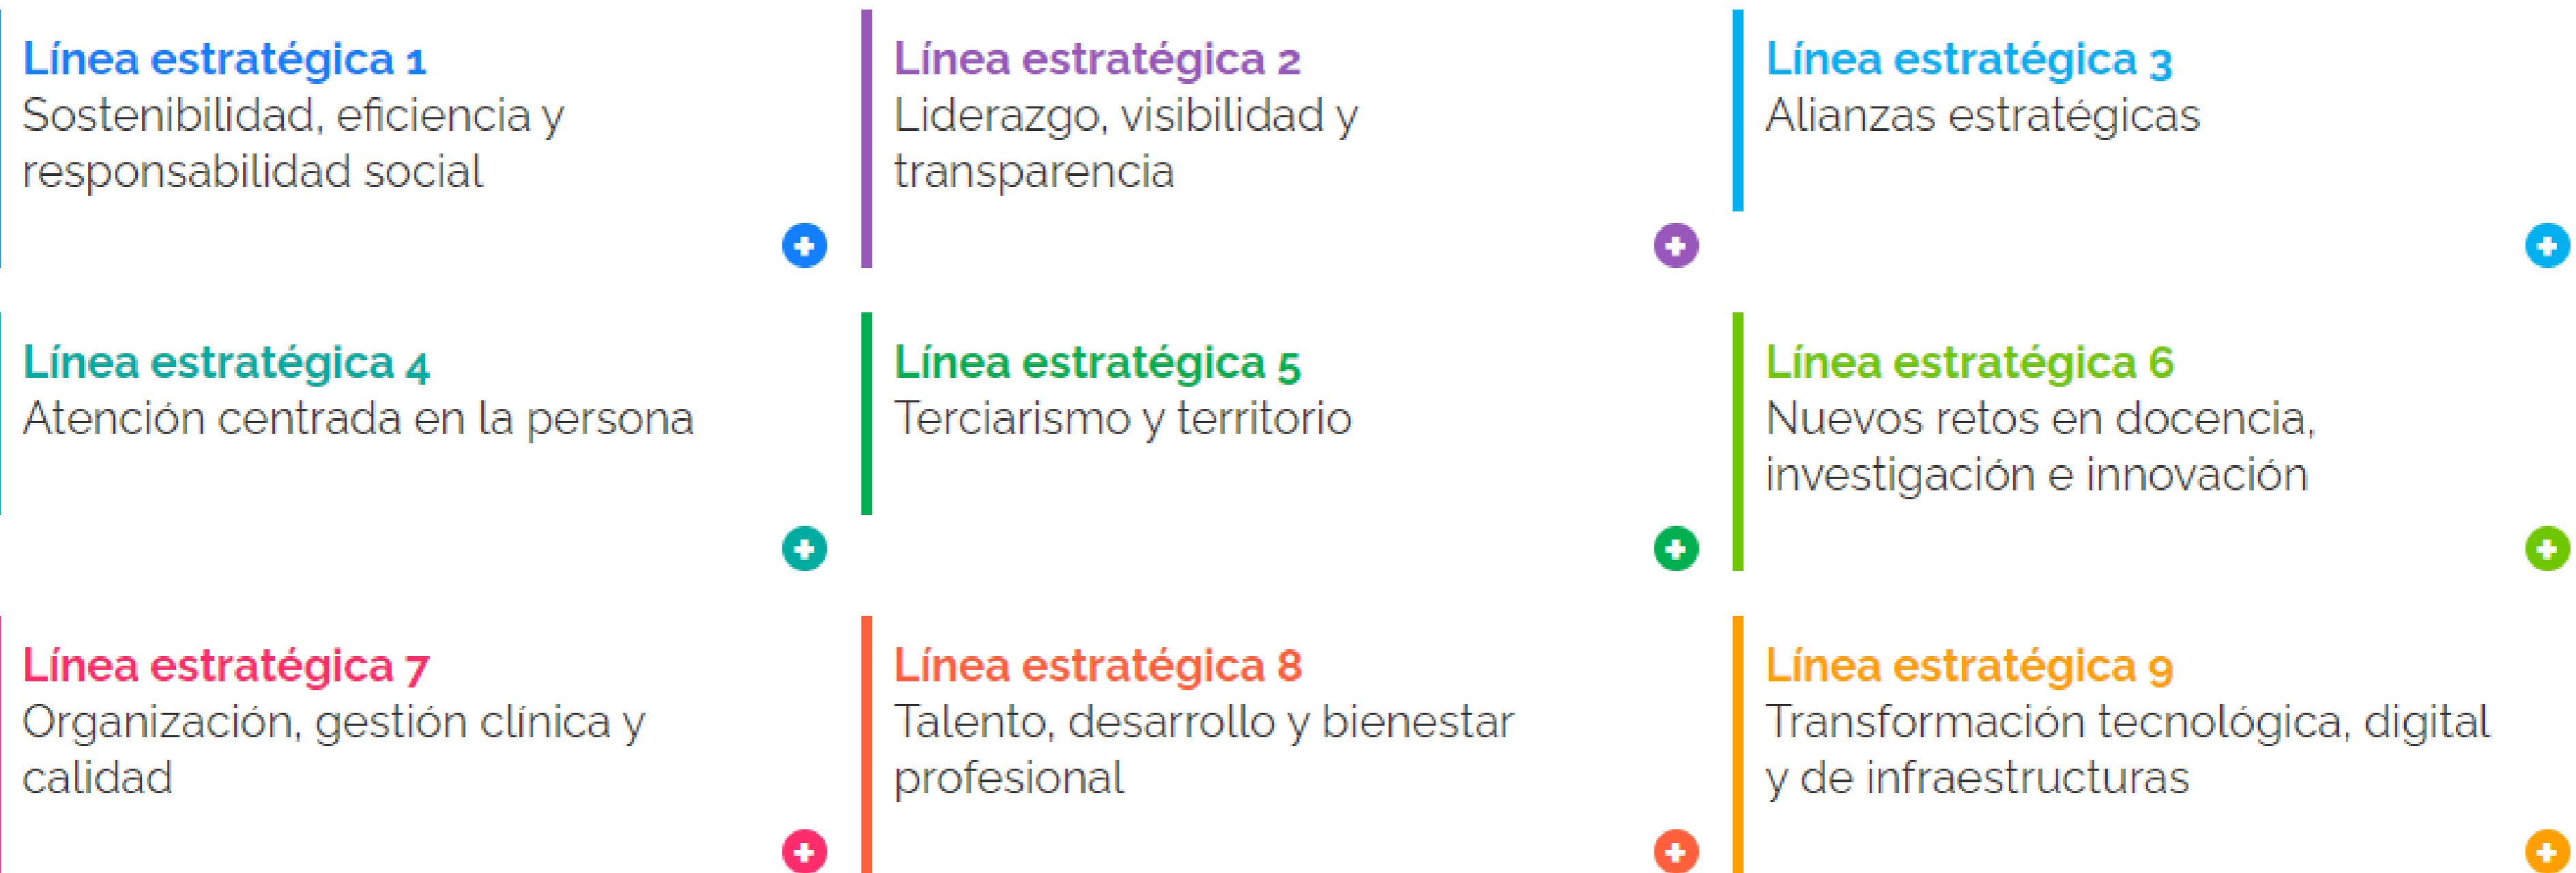 Línea estratégica 1
Sostenibilidad, eficiencia y
responsabilidad social
Línea estratégica 2
Liderazgo, visibilidad y
transparencia
Línea estratégica 3
Alianzas estratégicas
Línea estratégica 4
Atención centrada en la persona
Línea estratégica 5
Terciarismo y territorio
Línea estratégica 6
Nuevos retos en docencia,
investigación e innovación
Línea estratégica 7
Organización, gestión clínica y
calidad
Línea estratégica 8
Talento, desarrollo y bienestar
profesional
Línea estratégica 9
Transformación tecnológica, digital
y de infraestructuras